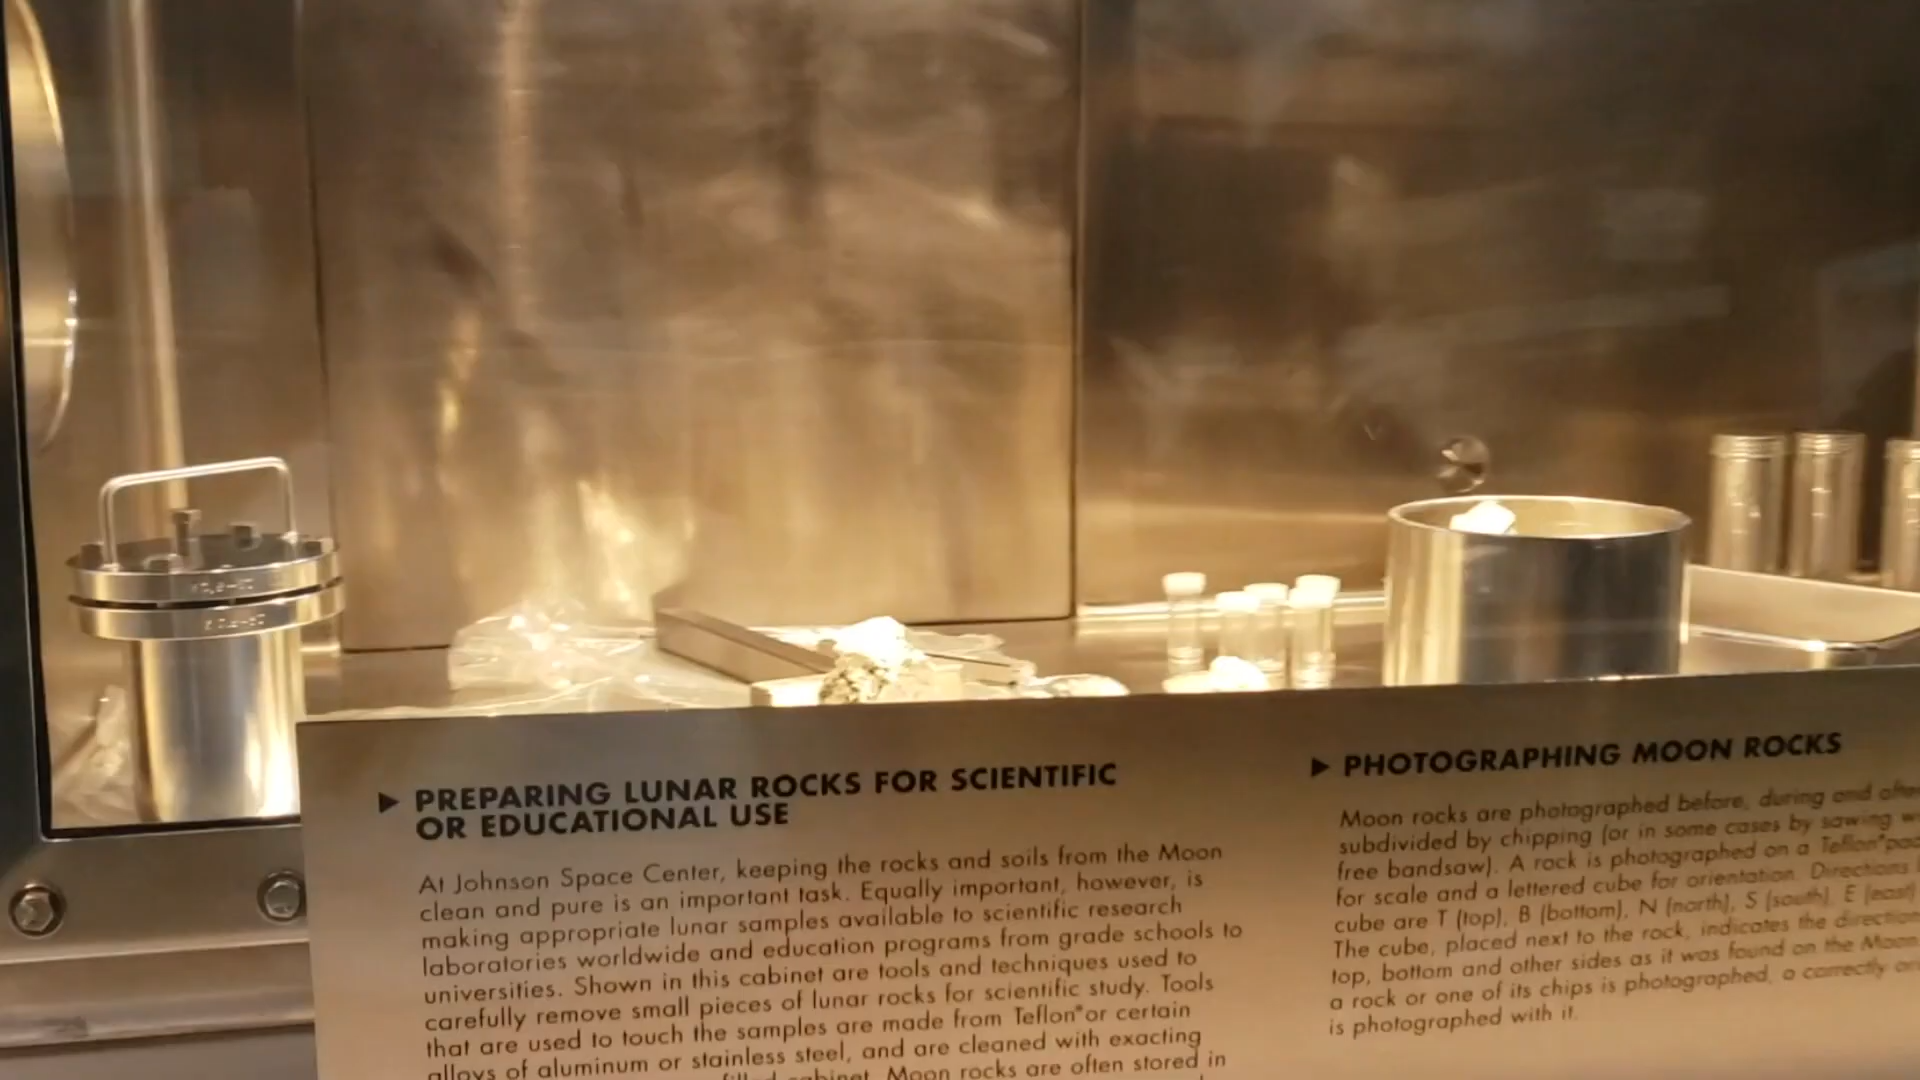 PREPARING LUNAR ROCKS FOR SCIENTIFIC
OR EDUCATIONAL USE
At Johnson Space Center, keeping the rocks and soils from the Moon
clean and pure is an important task. Equally important, however, is
making appropriate lunar samples available to scientific research
laboratories worldwide and education programs from grade schools to
universities. Shown in this cabinet are tools and techniques used to
carefully remove small pieces of lunar rocks for scientific study. Tools
that are used to touch the samples are made from Teflon® or certain
alloys of aluminum or stainless steel, and are cleaned with exacting
cabinet. Moon rocks are often stored in
PHOTOGRAPHING MOON ROCKS
Moon rocks are photographed before, during and after
subdivided by chipping (or in some cases by sawing
free bandsaw). A rock is photographed on a Teflon®
for scale and a lettered cube for orientation. Directions
cube are T (top), B (bottom), N (north), S (south), E (east)
The cube, placed next to the rock, indicates the direction
top, bottom and other sides as it was found on the Moon.
a rock or one of its chips is photographed, a correctly
is photographed with it.